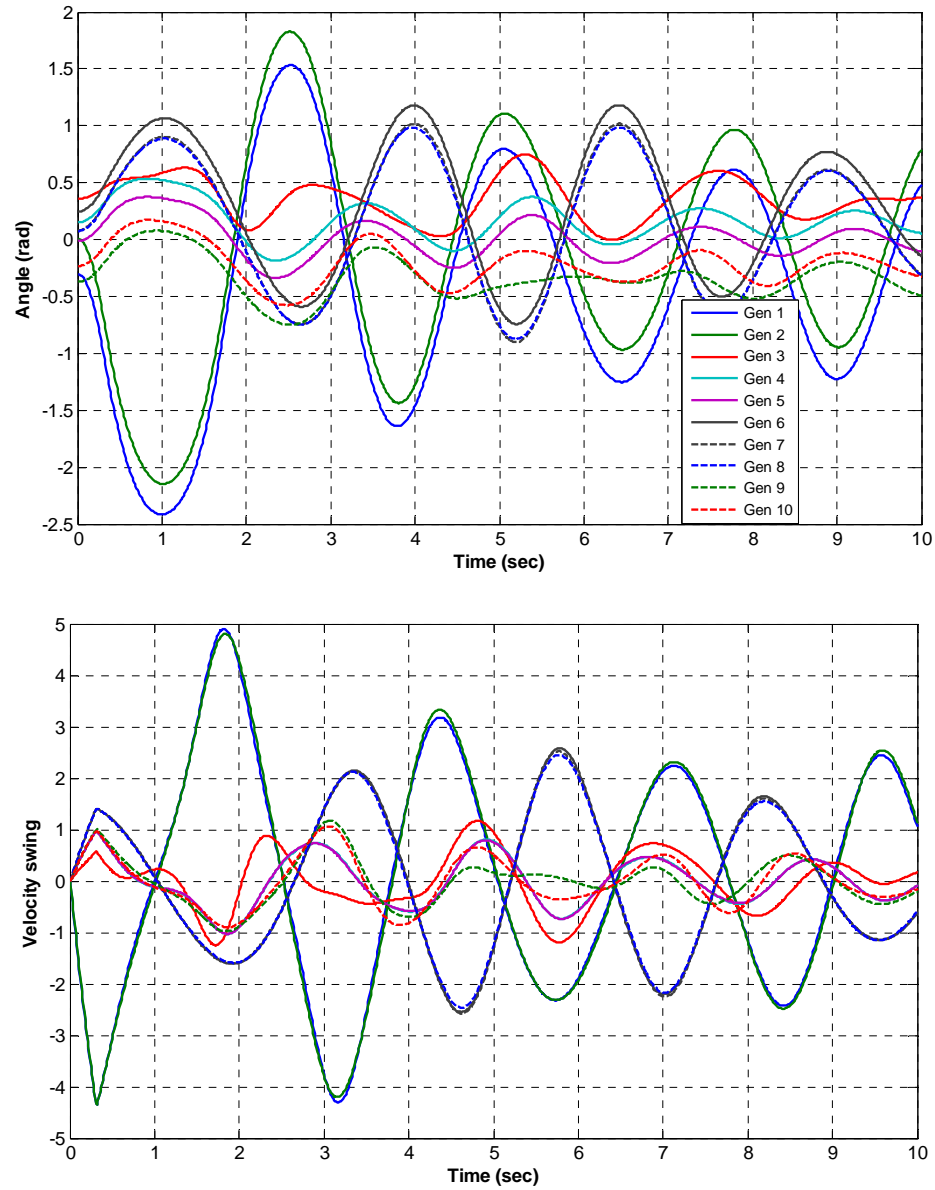 2
1.5
1
0.5
0
-0.5
-1
-1.5
-2
-2.5
Angle (rad)
0 1 2 3 4 5 6 7 8 9 10
Time (sec)
Gen 1
Gen 2
Gen 3
Gen 4
Gen 5
Gen 6
Gen 7
Gen 8
Gen 9
Gen 10
5
4
3
2
1
0
-1
-2
-3
-4
-5
Velocity swing
0 1 2 3 4 5 6 7 8 9 10
Time (sec)